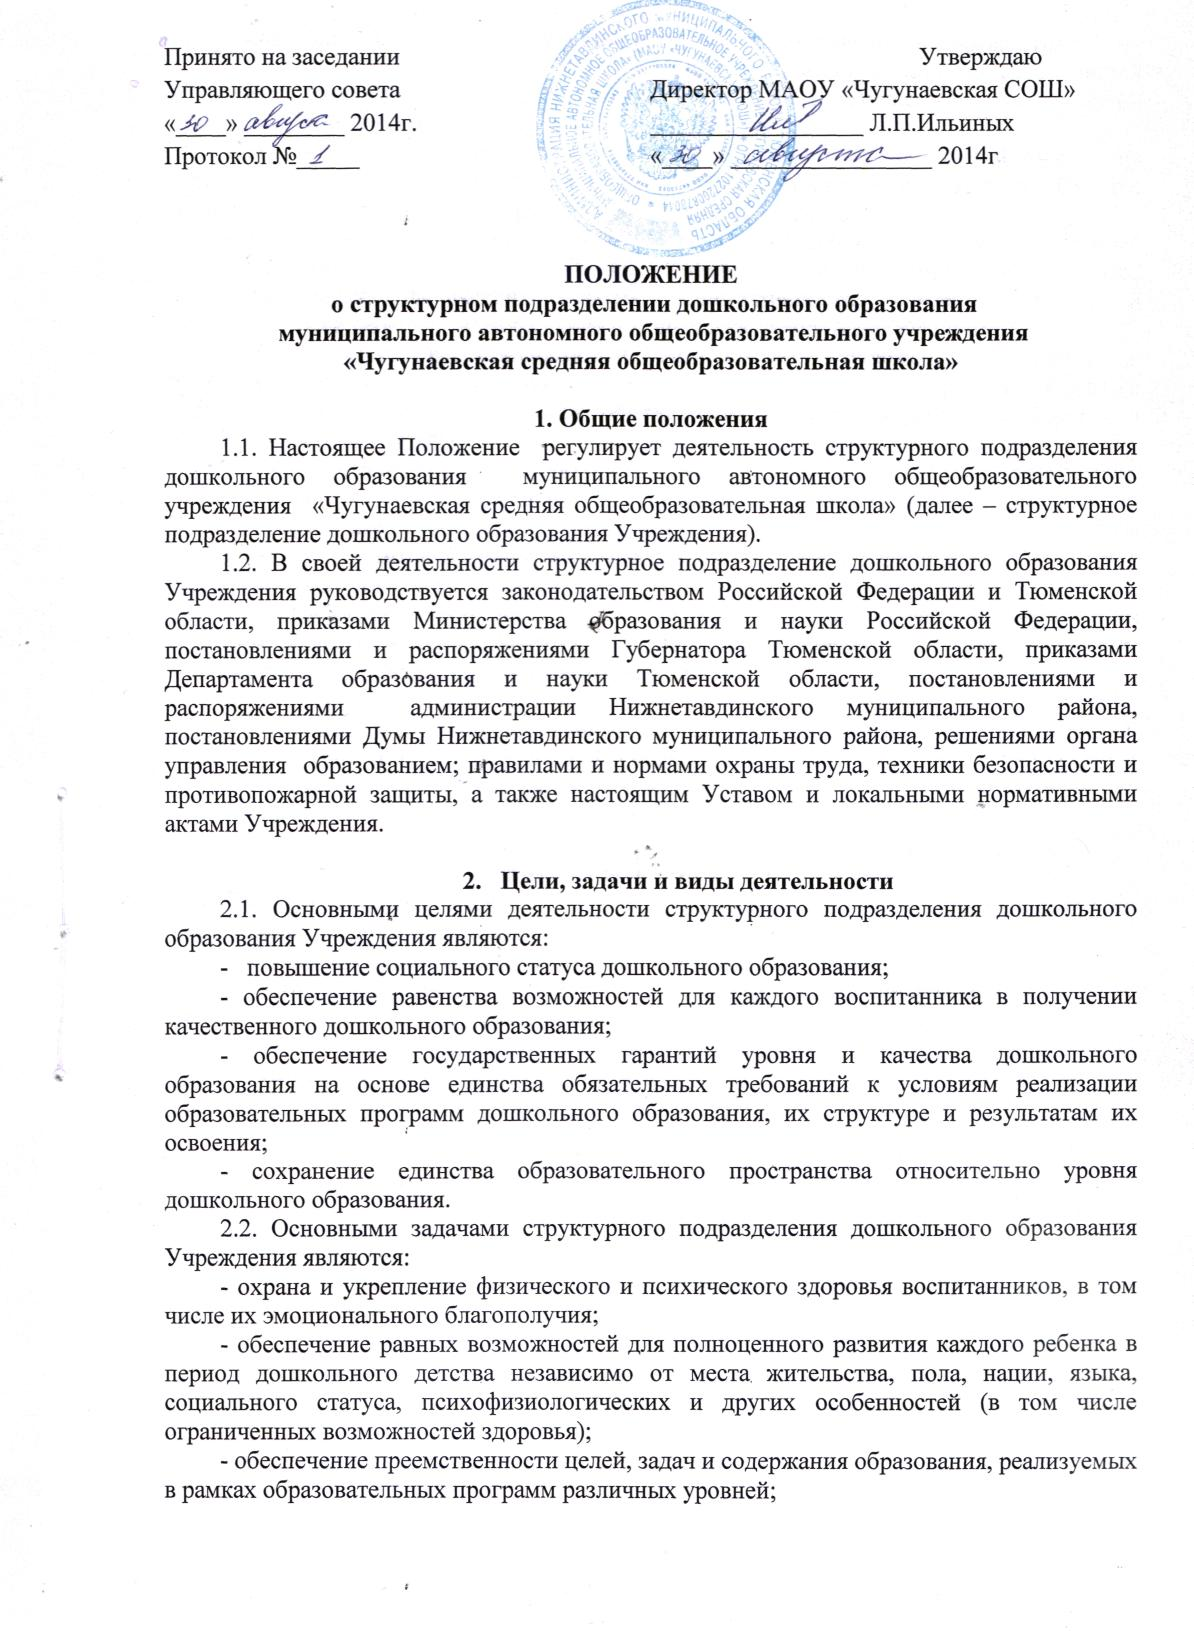 Принято на заседании
Управляющего совета
«30» августа 2014г.
Протокол № 1
Утверждаю
Директор МАОУ «Чугунаевская СОШ»
Л.П.Ильиных
«30» августа 2014г
ПОЛОЖЕНИЕ
о структурном подразделении дошкольного образования
муниципального автономного общеобразовательного учреждения
«Чугунаевская средняя общеобразовательная школа»
1. Общие положения
1.1. Настоящее Положение регулирует деятельность структурного подразделения
дошкольного образования муниципального автономного общеобразовательного
учреждения «Чугунаевская средняя общеобразовательная школа» (далее – структурное
подразделение дошкольного образования Учреждения).
1.2. В своей деятельности структурное подразделение дошкольного образования
Учреждения руководствуется законодательством Российской Федерации и Тюменской
области, приказами Министерства образования и науки Российской Федерации,
постановлениями и распоряжениями Губернатора Тюменской области, приказами
Департамента образования и науки Тюменской области, постановлениями и
распоряжениями администрации Нижнетавдинского муниципального района,
постановлениями Думы Нижнетавдинского муниципального района, решениями органа
управления образованием; правилами и нормами охраны труда, техники безопасности и
противопожарной защиты, а также настоящим Уставом и локальными нормативными
актами Учреждения.
2. Цели, задачи и виды деятельности
2.1. Основными целями деятельности структурного подразделения дошкольного
образования Учреждения являются:
- повышение социального статуса дошкольного образования;
- обеспечение равенства возможностей для каждого воспитанника в получении
качественного дошкольного образования;
- обеспечение государственных гарантий уровня и качества дошкольного
образования на основе единства обязательных требований к условиям реализации
образовательных программ дошкольного образования, их структуре и результатам их
освоения;
- сохранение единства образовательного пространства относительно уровня
дошкольного образования.
2.2. Основными задачами структурного подразделения дошкольного образования
Учреждения являются:
- охрана и укрепление физического и психического здоровья воспитанников, в том
числе их эмоционального благополучия;
- обеспечение равных возможностей для полноценного развития каждого ребенка в
период дошкольного детства независимо от места жительства, пола, нации, языка,
социального статуса, психофизиологических и других особенностей (в том числе
ограниченных возможностей здоровья);
- обеспечение преемственности целей, задач и содержания образования, реализуемых
в рамках образовательных программ различных уровней;